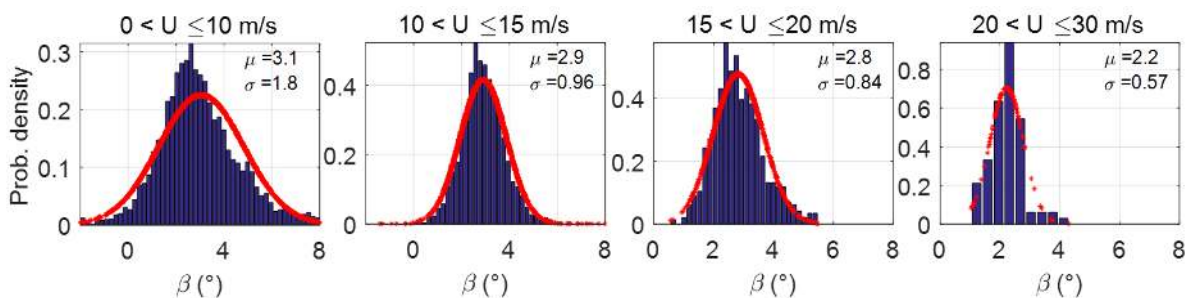 0 < U ≤10 m/s
10 < U ≤15 m/s
15 < U ≤20 m/s
20 < U ≤30 m/s
μ =3.1
σ =1.8
μ =2.9
σ =0.96
μ =2.8
σ =0.84
μ =2.2
σ =0.57
Prob. density
0.3
0.2
0.1
0
0.4
0.2
0
0.4
0.2
0
0.8
0.6
0.4
0.2
0
0 4 8
0 4 8
0 2 4 6 8
0 2 4 6 8
β (°)
β (°)
β (°)
β (°)